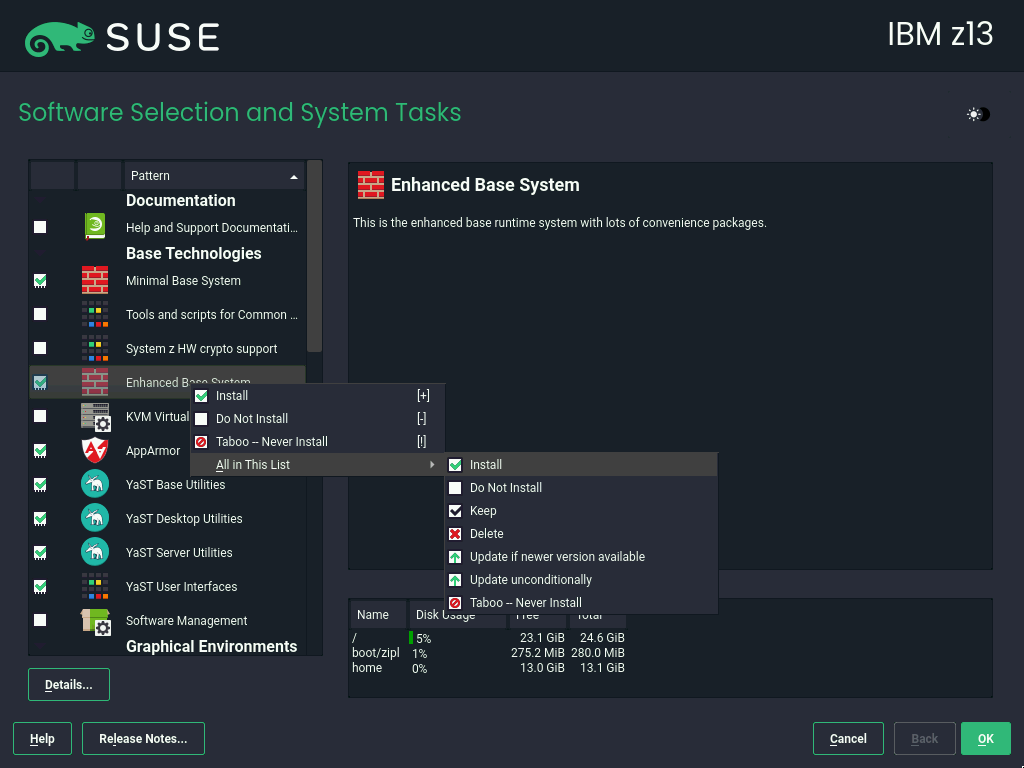 SUSE
IBM z13
Software Selection and System Tasks
Pattern
Documentation
Help and Support Documentati...
Base Technologies
Minimal Base System
Tools and scripts for Common ...
System z HW crypto support
Enhanced Base System
KVM Virtual
AppArmor
YaST Base Utilities
YaST Desktop Utilities
YaST Server Utilities
YaST User Interfaces
Software Management
Graphical Environments
Details...
Enhanced Base System
This is the enhanced base runtime system with lots of convenience packages.
Install [+]
Do Not Install [-]
Taboo -- Never Install [!]
All in This List
Install
Do Not Install
Keep
Delete
Update if newer version available
Update unconditionally
Taboo -- Never Install
Name Disk Usage Free Total
/ 5% 23.1 GiB 24.6 GiB
boot/zipl 1% 275.2 MiB 280.0 MiB
home 0% 13.0 GiB 13.1 GiB
Help Release Notes... Cancel Back OK